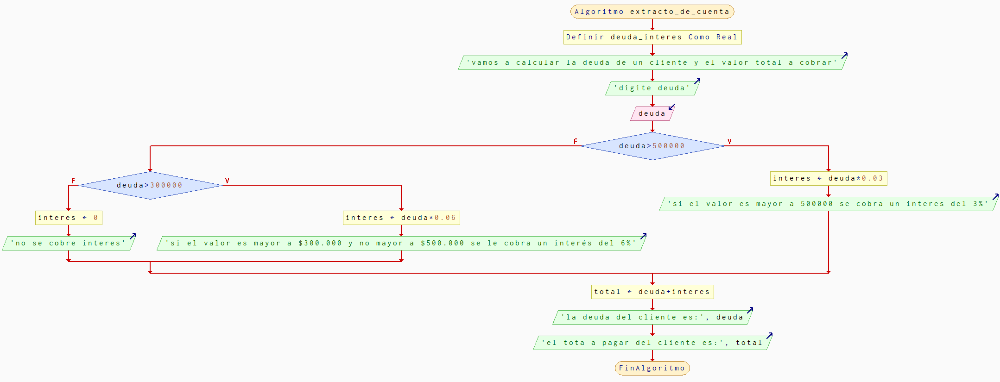 Algoritmo extracto_de_cuenta
Definir deuda_interes Como Real
'vamos a calcular la deuda de un cliente y el valor total a cobrar'
'digite deuda'
deuda
F
V
deuda>500000
F
V
deuda>300000
interes ← deuda*0.03
'si el valor es mayor a 500000 se cobra un interes del 3%'
interes ← 0
interes ← deuda*0.06
'no se cobre interes'
'si el valor es mayor a $300.000 y no mayor a $500.000 se le cobra un interés del 6%'
total ← deuda+interes
'la deuda del cliente es:', deuda
'el tota a pagar del cliente es:', total
FinAlgoritmo